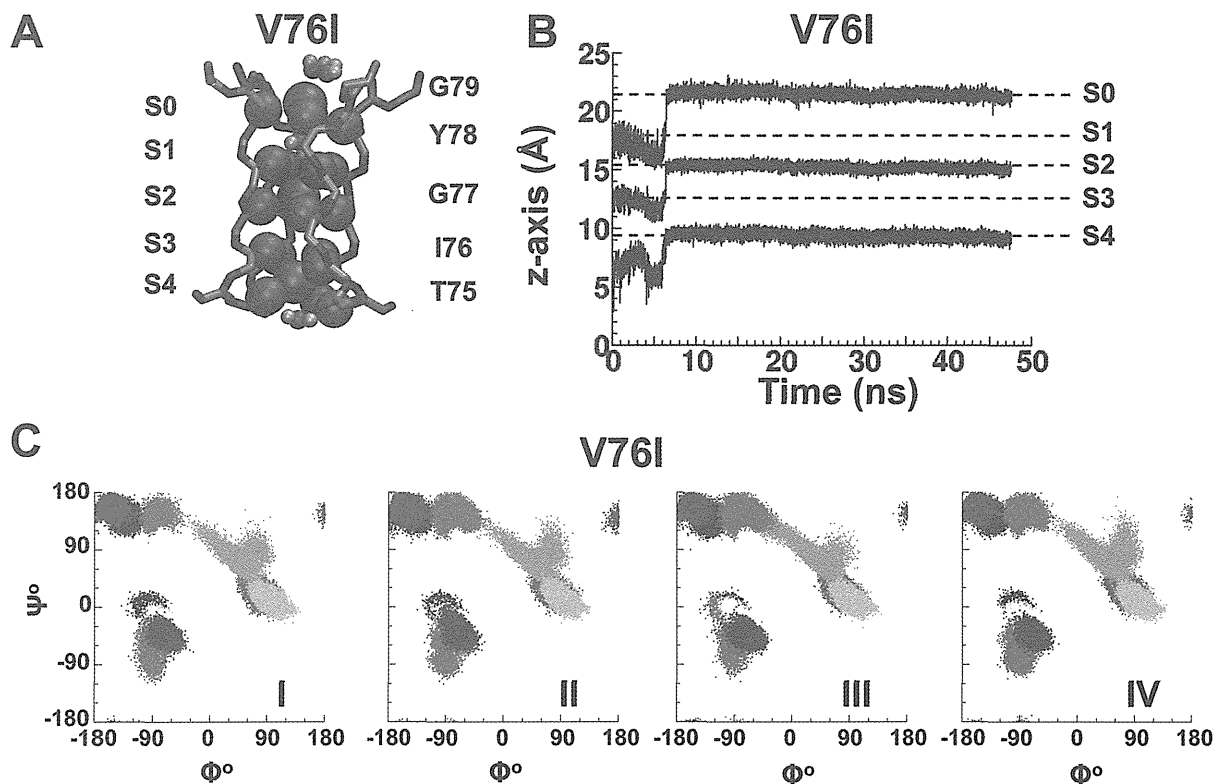 A
V76I
S0
S1
S2
S3
S4
G79
Y78
G77
I76
T75
B
V76I
z-axis (Å)
25
20
15
10
5
0
0 10 20 30 40 50
Time (ns)
S0
S1
S2
S3
S4
C
V76I
Ψ°
180
90
0
-90
-180
I
II
III
IV
-180 -90 0 90 180
-180 -90 0 90 180
-180 -90 0 90 180
-180 -90 0 90 180
Φ°
Φ°
Φ°
Φ°